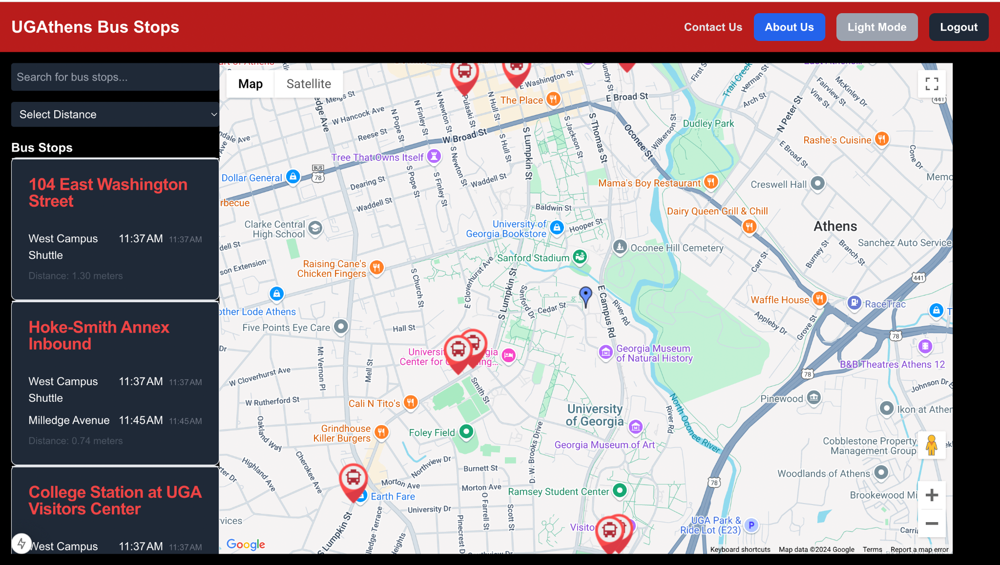 UGAthens Bus Stops
Contact Us
About Us
Light Mode
Logout
Search for bus stops...
Select Distance
Bus Stops
104 East Washington
Street
West Campus
Shuttle
11:37 AM 11:37 AM
Distance: 1.30 meters
Hoke-Smith Annex
Inbound
West Campus
Shuttle
11:37 AM 11:37 AM
Milledge Avenue 11:45 AM 11:45 AM
Distance: 0.74 meters
College Station at UGA
Visitors Center
West Campus 11:37 AM 11:37 AM
Map
Satellite
Meigs St
W Hancock Ave
Reese St
N Pope St
N Finley St
N Newton St
Pulaski St
N Hull St
E Washington St
The Place
E Broad St
First S
Trail Creek
Herman St
Arch St
Fairview St
McKinley Dr
Vine St
441
N Peter St
Dudley Park
Rashe's Cuisine
E Broad St
Cone Dr
W Broad St
S Hull St
S Lumpkin St
S Jackson St
S Thomas St
Oconee St
Wilkerson St
Tree That Owns Itself
S Newton St
BUS
78
Dollar General
Dearing St
S Pope St
S Finley St
Waddell St
Waddell St
Mama's Boy Restaurant
Creswell Hall
Memo
rbecue
Baldwin St
Dairy Queen Grill & Chill
Clarke Central
High School
University of
Georgia Bookstore
Hooper St
Athens
Oconee Hill Cemetery
Sanchez Auto Service
Burney St
Branch St
Carr St
dell St
son Extension
Sanford Stadium
Raising Cane's
Chicken Fingers
S Church St
E Cloverhurst Ave
S Lumpkin St
Sanford Dr
Cedar St
E Campus Rd
River Rd
441
Waffle House
RaceTrac
other Lode Athens
Five Points Eye Care
Hall St
Appleby Dr
Grove St
78
Dr
Mt Vernon Pl
Mell St
Universi
gia
Center for C
ing...
Georgia Museum
of Natural History
B&B Theatres Athens 12
78
W Cloverhurst Ave
Smith St
Johnson Dr
W Rutherford St
Cali N Tito's
University
of Georgia
North Oconee River
River Rd
Pinewood
Ikon at Ather
Oakland Way
Grindhouse
Killer Burgers
Foley Field
D. W. Brooks Drive
Georgia Museum of Art
Cobblestone Property
Management Group
Highland Ave
Cherokee Ave
Northview Dr
Burnett St
Woodlands of Athens
Morton Ave
Morton Ave
78
Earth Fare
Ramsey Student Center
Brookewood Mi
University Dr
O Farrell St
Scott St
Pinecrest D
vices
S Lumpkin St
Visito
UGA Park &
Ride Lot (E23)
P
Google
Keyboard shortcuts
Map data ©2024 Google
Terms
Report a map error